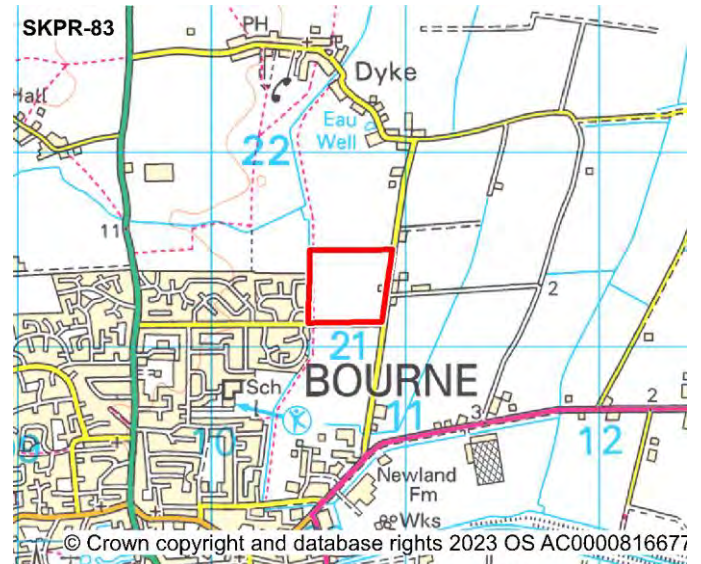 SKPR-83
PH
Dyke
Hall
Eau
Well
22
11
2
21
BOURNE
Sch
10
11
3
2
12
Newland
Fm
Wks
© Crown copyright and database rights 2023 OS AC0000816677